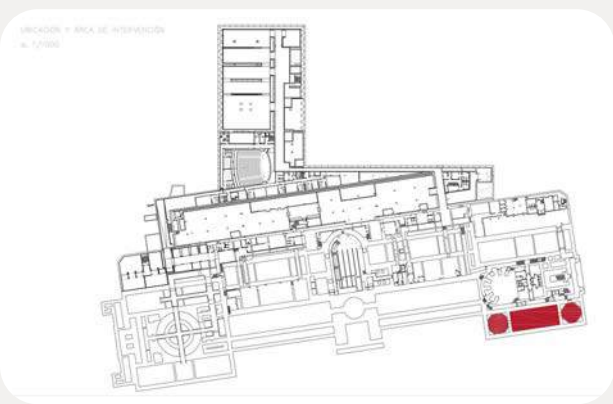 UBICACIÓN Y ÁREA DE INTERVENCIÓN
e. 1/1000